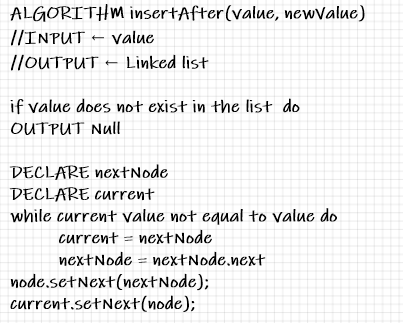 ALGORITHM insertAfter(value, newValue)
//INPUT ← value
//OUTPUT ← Linked list
if value does not exist in the list do
OUTPUT Null
DECLARE nextNode
DECLARE current
while current value not equal to value do
current = nextNode
nextNode = nextNode.next
node.setNext(nextNode);
current.setNext(node);